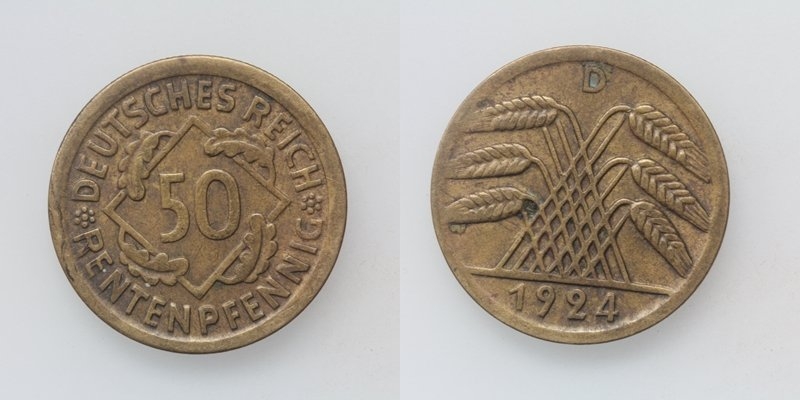 DEUTSCHES REICH
50
RENTENPFENNIG
D
1924